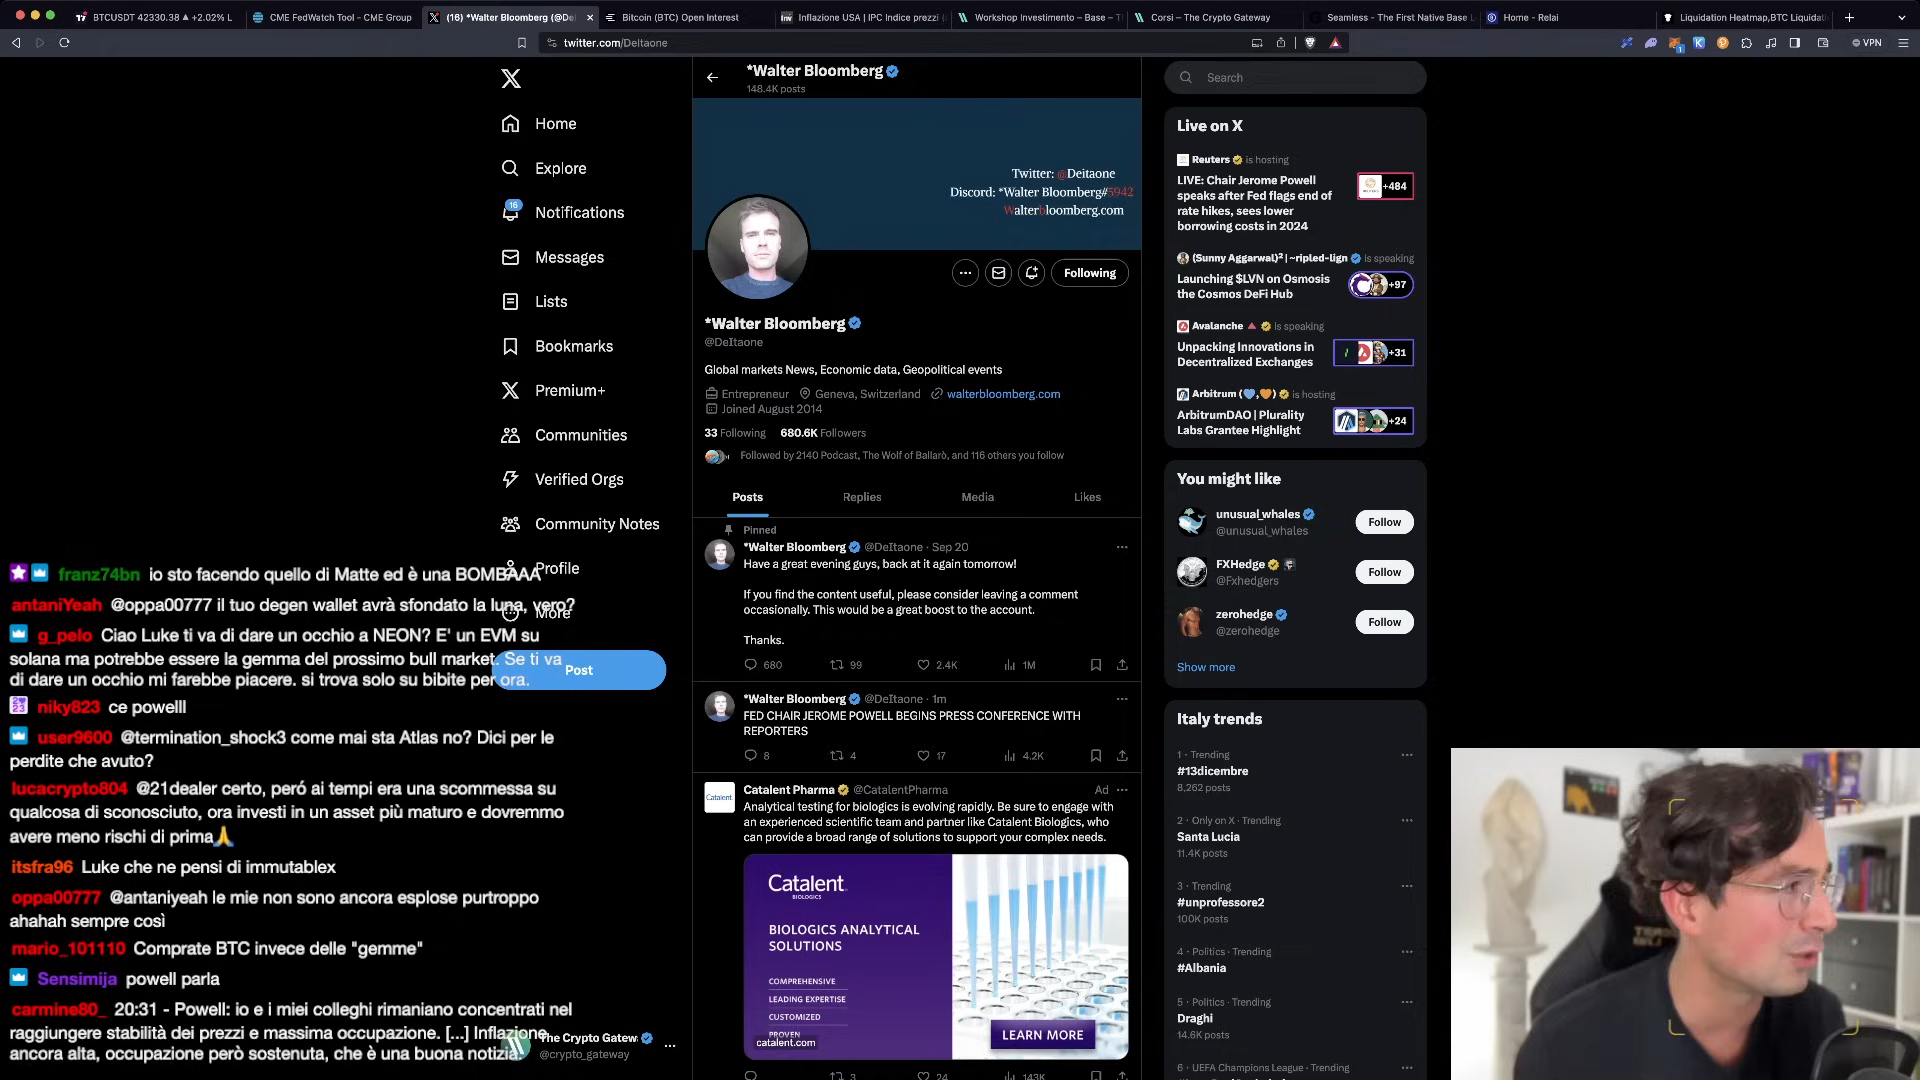 BTCUSDT 42330.38 ▲ +2.02% L
CME FedWatch Tool - CME Group
(16) *Walter Bloomberg (@DeI
Bitcoin (BTC) Open Interest
Inflazione USA | IPC Indice prezzi
Workshop Investimento – Base – T
Corsi – The Crypto Gateway
Seamless - The First Native Base L
Home - Relai
Liquidation Heatmap,BTC Liquidat
twitter.com/DeItaone
VPN
Home
Explore
16
Notifications
Messages
Lists
Bookmarks
Premium+
Communities
Verified Orgs
Community Notes
Profile
More
Post
The Crypto Gatew
@crypto_gateway
*Walter Bloomberg
148.4K posts
Twitter: @Deitaone
Discord: *Walter Bloomberg#5942
Walterbloomberg.com
Following
*Walter Bloomberg
@DeItaone
Global markets News, Economic data, Geopolitical events
Entrepreneur Geneva, Switzerland walterbloomberg.com
Joined August 2014
33 Following 680.6K Followers
Followed by 2140 Podcast, The Wolf of Ballarò, and 116 others you follow
Posts Replies Media Likes
Pinned
*Walter Bloomberg @DeItaone · Sep 20
Have a great evening guys, back at it again tomorrow!
If you find the content useful, please consider leaving a comment
occasionally. This would be a great boost to the account.
Thanks.
680 99 2.4K 1M
*Walter Bloomberg @DeItaone · 1m
FED CHAIR JEROME POWELL BEGINS PRESS CONFERENCE WITH
REPORTERS
8 4 17 4.2K
Catalent Pharma @CatalentPharma Ad
Analytical testing for biologics is evolving rapidly. Be sure to engage with
an experienced scientific team and partner like Catalent Biologics, who
can provide a broad range of solutions to support your complex needs.
Catalent
Catalent
BIOLOGICS
BIOLOGICS ANALYTICAL
SOLUTIONS
COMPREHENSIVE
LEADING EXPERTISE
CUSTOMIZED
PROVEN
catalent.com
LEARN MORE
3 24 143K
Search
Live on X
Reuters is hosting
LIVE: Chair Jerome Powell
speaks after Fed flags end of
rate hikes, sees lower
borrowing costs in 2024
+484
(Sunny Aggarwal)² | ~ripled-lign is speaking
Launching $LVN on Osmosis
the Cosmos DeFi Hub
+97
Avalanche 🔺 is speaking
Unpacking Innovations in
Decentralized Exchanges
+31
Arbitrum (💙,🧡) is hosting
ArbitrumDAO | Plurality
Labs Grantee Highlight
+24
You might like
unusual_whales
@unusual_whales
Follow
FXHedge
@Fxhedgers
Follow
zerohedge
@zerohedge
Follow
Show more
Italy trends
1 · Trending
#13dicembre
8,262 posts
2 · Only on X · Trending
Santa Lucia
11.4K posts
3 · Trending
#unprofessore2
100K posts
4 · Politics · Trending
#Albania
5 · Politics · Trending
Draghi
14.6K posts
6 · UEFA Champions League · Trending
franz74bn io sto facendo quello di Matte ed è una BOMBAAA
antaniYeah @oppa00777 il tuo degen wallet avrà sfondato la luna, vero?
g_pelo Ciao Luke ti va di dare un occhio a NEON? E' un EVM su
solana ma potrebbe essere la gemma del prossimo bull market. Se ti va
di dare un occhio mi farebbe piacere. si trova solo su bibite per ora.
niky823 ce powelll
user9600 @termination_shock3 come mai sta Atlas no? Dici per le
perdite che avuto?
lucacrypto804 @21dealer certo, peró ai tempi era una scommessa su
qualcosa di sconosciuto, ora investi in un asset più maturo e dovremmo
avere meno rischi di prima🙏
itsfra96 Luke che ne pensi di immutablex
oppa00777 @antaniyeah le mie non sono ancora esplose purtroppo
ahahah sempre così
mario_101110 Comprate BTC invece delle "gemme"
Sensimija powell parla
carmine80_ 20:31 - Powell: io e i miei colleghi rimaniano concentrati nel
raggiungere stabilità dei prezzi e massima occupazione. [...] Inflazione
ancora alta, occupazione però sostenuta, che è una buona notizia.